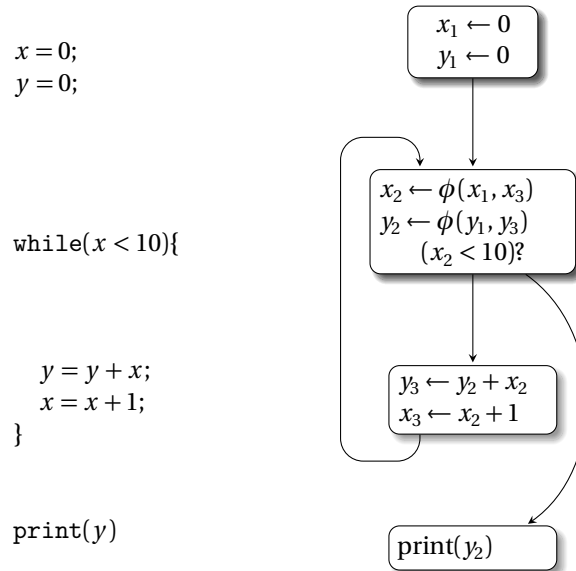 x = 0;
y = 0;
while(x < 10){
y = y + x;
x = x + 1;
}
print(y)
x₁ ← 0
y₁ ← 0
x₂ ← ϕ(x₁, x₃)
y₂ ← ϕ(y₁, y₃)
(x₂ < 10)?
y₃ ← y₂ + x₂
x₃ ← x₂ + 1
print(y₂)